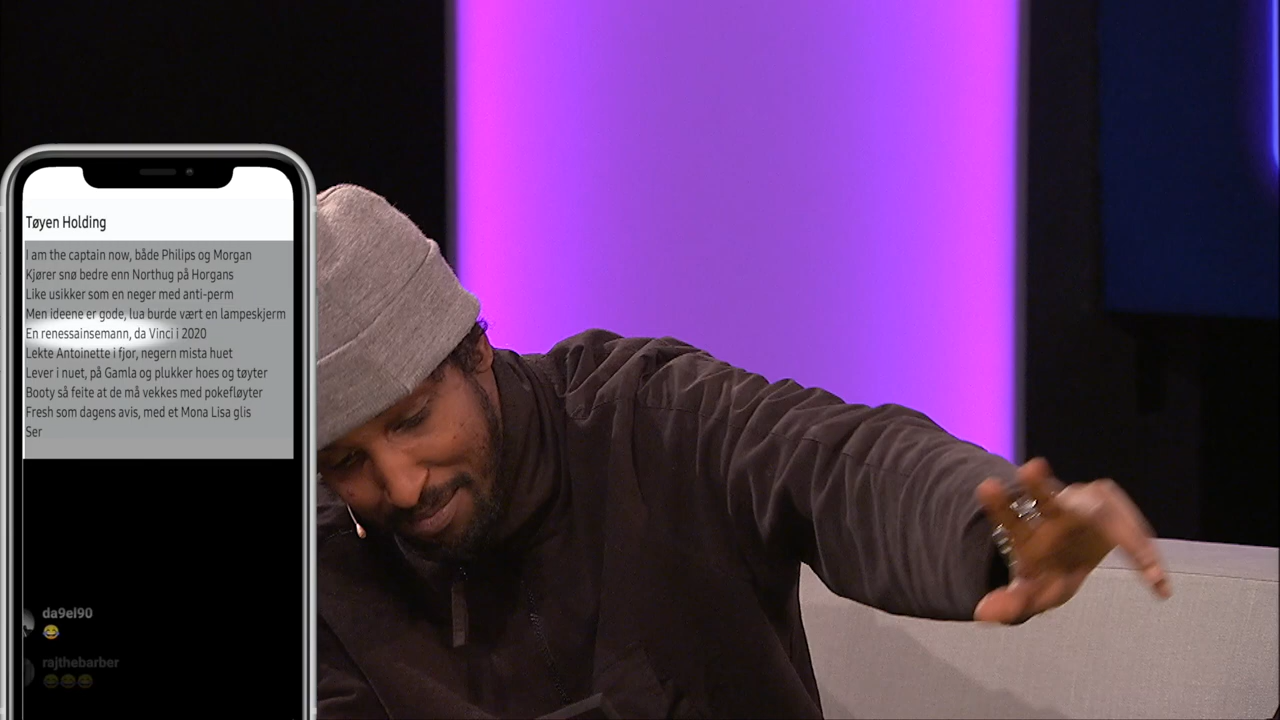 Tøyen Holding
I am the captain now, både Philips og Morgan
Kjører snø bedre enn Northug på Horgans
Like usikker som en neger med anti-perm
Men ideene er gode, lua burde vært en lampeskjerm
En renessainsemann, da Vinci i 2020
Lekte Antoinette i fjor, negern mista huet
Lever i nuet, på Gamla og plukker hoes og tøyter
Booty så feite at de må vekkes med pokefløyter
Fresh som dagens avis, med et Mona Lisa glis
Ser
da9el90
😂
rajthebarber
😂😂😂